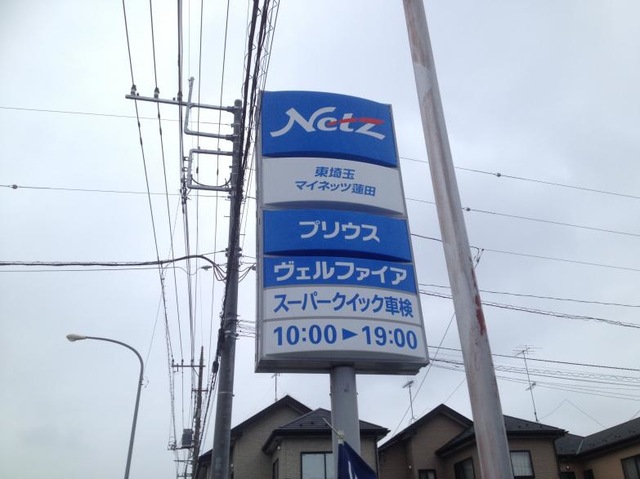 Netz
東埼玉
マイネッツ蓮田
プリウス
ヴェルファイア
スーパークイック車検
10:00▶19:00